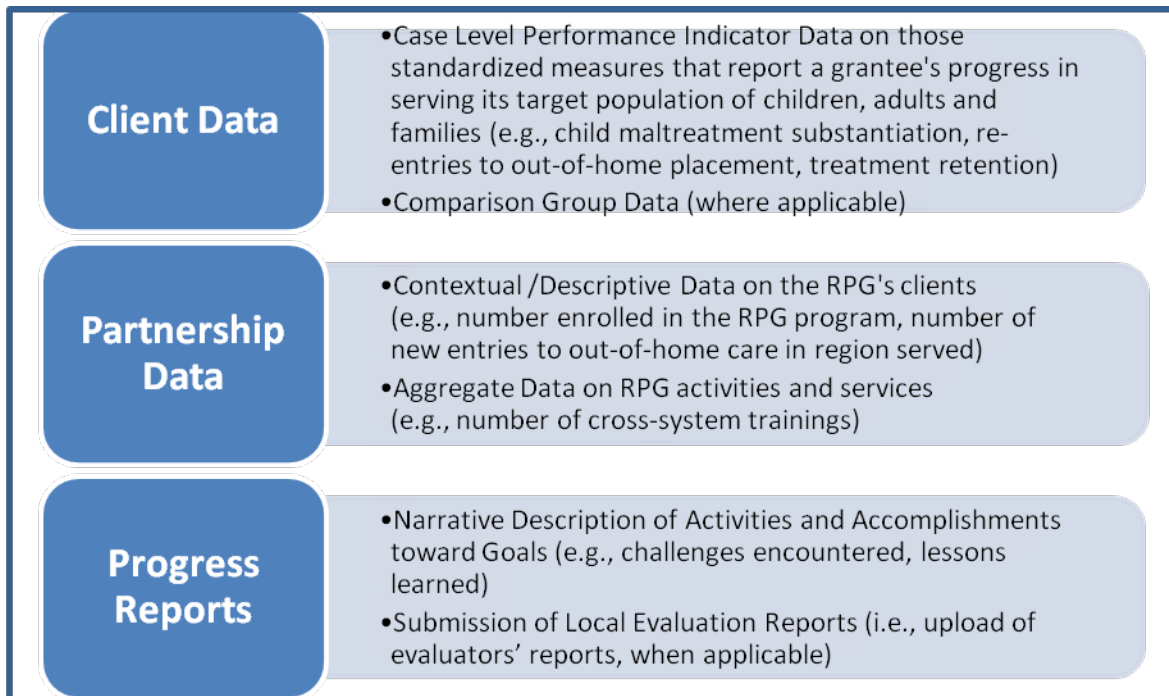 Client Data
•Case Level Performance Indicator Data on those
standardized measures that report a grantee's progress in
serving its target population of children, adults and
families (e.g., child maltreatment substantiation, re-
entries to out-of-home placement, treatment retention)
•Comparison Group Data (where applicable)
Partnership
Data
•Contextual /Descriptive Data on the RPG's clients
(e.g., number enrolled in the RPG program, number of
new entries to out-of-home care in region served)
•Aggregate Data on RPG activities and services
(e.g., number of cross-system trainings)
Progress
Reports
•Narrative Description of Activities and Accomplishments
toward Goals (e.g., challenges encountered, lessons
learned)
•Submission of Local Evaluation Reports (i.e., upload of
evaluators’ reports, when applicable)